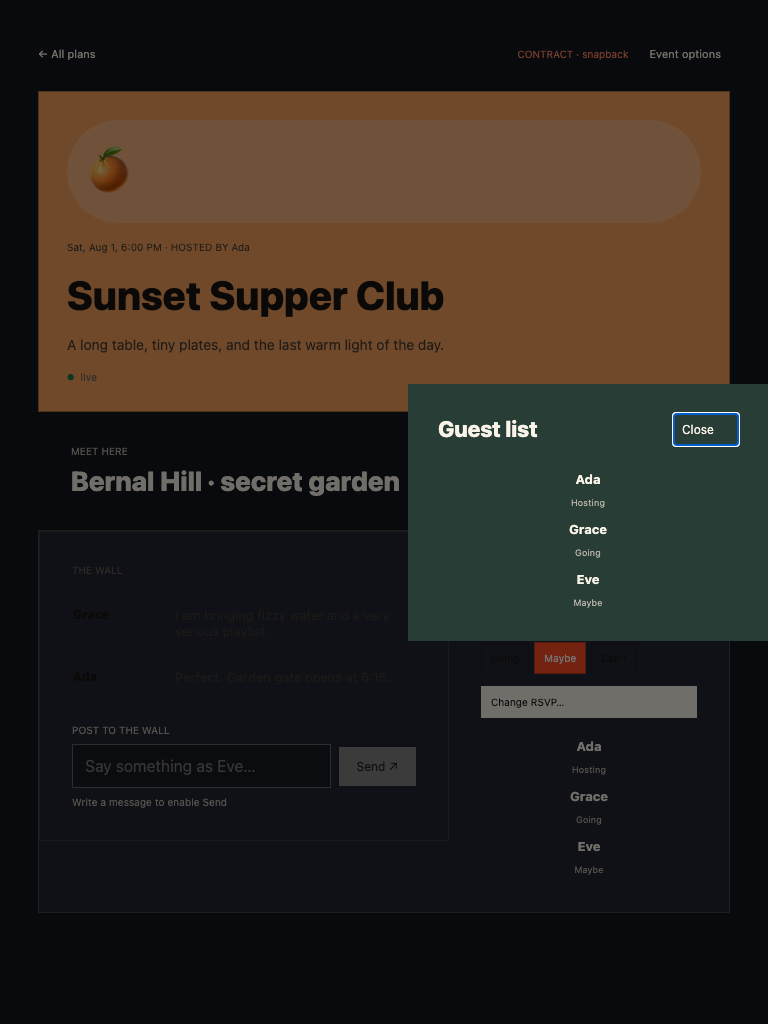 ← All plans
CONTRACT · snapback
Event options
Sat, Aug 1, 6:00 PM · HOSTED BY Ada
Sunset Supper Club
A long table, tiny plates, and the last warm light of the day.
live
MEET HERE
Bernal Hill · secret garden
Guest list
Close
Ada
Hosting
Grace
Going
Eve
Maybe
THE WALL
Grace
I am bringing fizzy water and a very
serious playlist.
Ada
Perfect. Garden gate opens at 6:15.
POST TO THE WALL
Say something as Eve...
Send ↗
Write a message to enable Send
Going
Maybe
Can't
Change RSVP...
Ada
Hosting
Grace
Going
Eve
Maybe